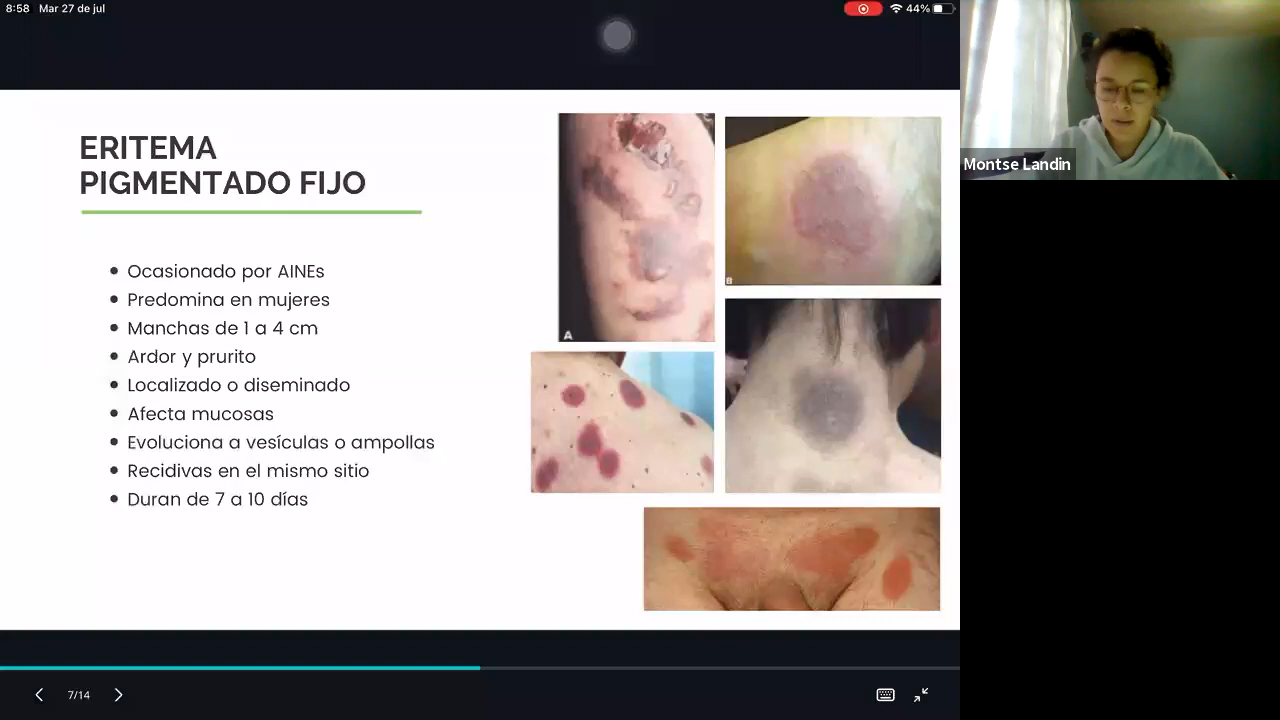 8:58 Mar 27 de jul
44%
ERITEMA
PIGMENTADO FIJO
Ocasionado por AINEs
Predomina en mujeres
Manchas de 1 a 4 cm
Ardor y prurito
Localizado o diseminado
Afecta mucosas
Evoluciona a vesículas o ampollas
Recidivas en el mismo sitio
Duran de 7 a 10 días
A
B
Montse Landin
7/14